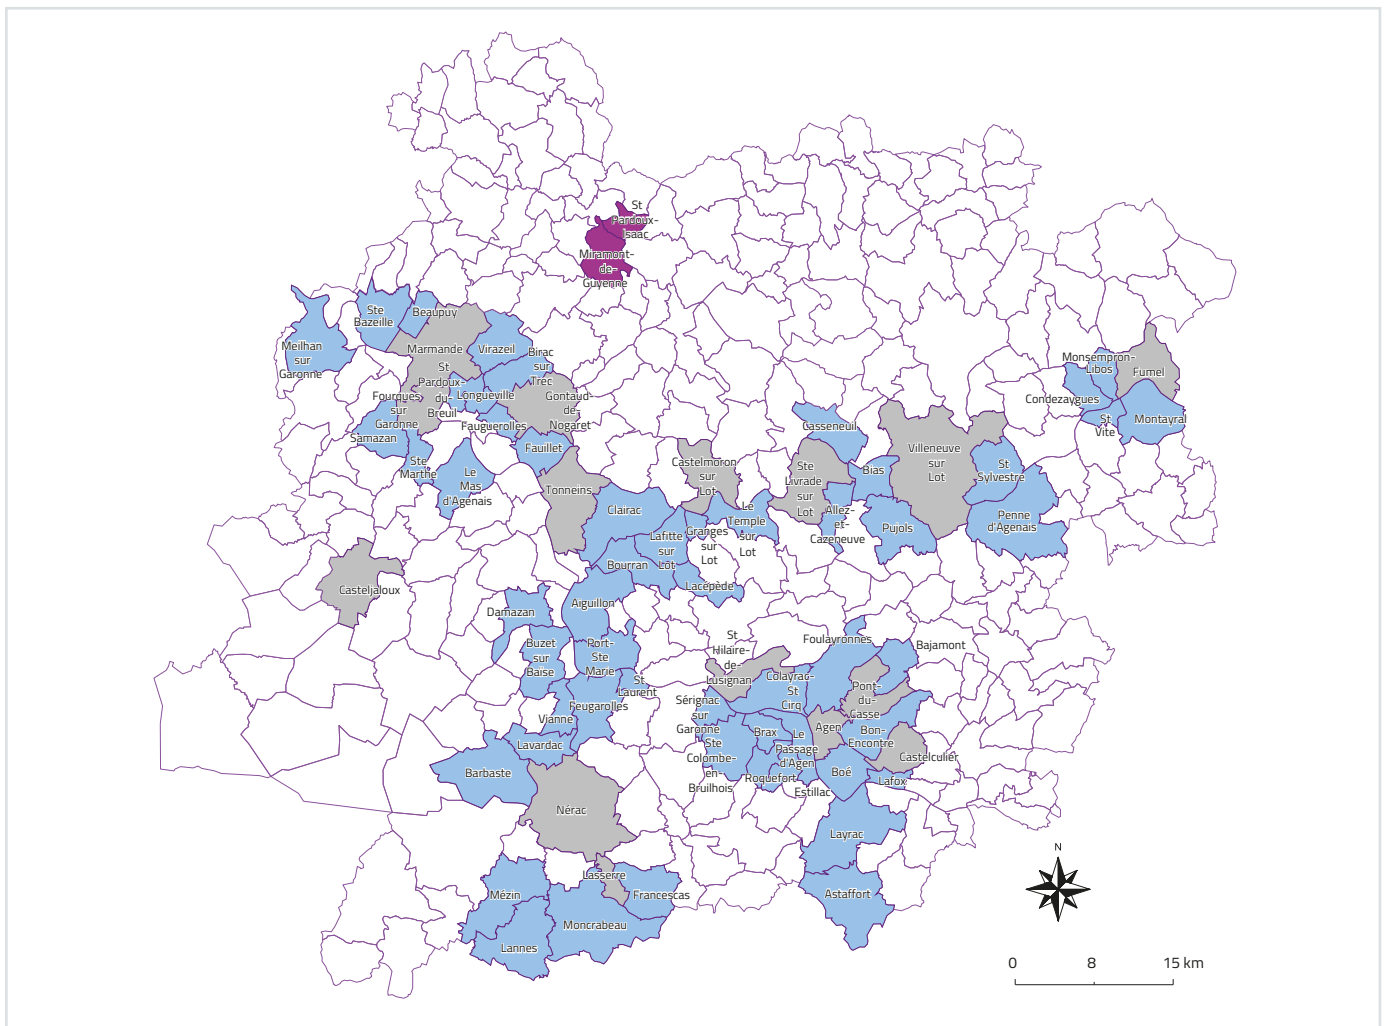 St
Pardoux-
Isaac
Miramont-
de-
Guyenne
Ste
Bazeille
Beaupuy
Meilhan
sur
Garonne
Marmande
Virazeil
Birac
sur
Trec
St
Pardoux-
du-
Breuil
Longueville
Fourques
sur
Garonne
Gontaud-
de-
Nogaret
Fauguerolles
Samazan
Fauillet
Ste
Marthe
Le
Mas
d'Agenais
Tonneins
Casteljaloux
Monsempron-
Libos
Fumel
Condezaygues
St
Vite
Montayral
Casseneuil
Villeneuve
sur
Lot
Castelmoron
sur
Lot
Ste
Livrade
sur
Lot
Bias
St
Sylvestre
Penne
d'Agenais
Allez-
et-
Cazeneuve
Pujols
Le
Temple
sur
Lot
Clairac
Granges
sur
Lot
Lafitte
sur
Lot
Bourran
Lacépède
Aiguillon
Damazan
Buzet
sur
Baise
Port-
Ste
Marie
St
Laurent
Feugarolles
Vianne
Lavardac
Barbaste
Nérac
St
Hilaire-
de-
Lusignan
Foulayronnes
Bajamont
Colayrac-
St
Cirq
Pont-
du-
Casse
Sérignac
sur
Garonne
Agen
Bon-
Encontre
Brax
Le
Passage
d'Agen
Castelculier
Ste
Colombe-
en-
Bruilhois
Roquefort
Boé
Lafox
Estillac
Layrac
Astaffort
Lasserre
Mézin
Francescas
Moncrabeau
Lannes
N
0 8 15 km